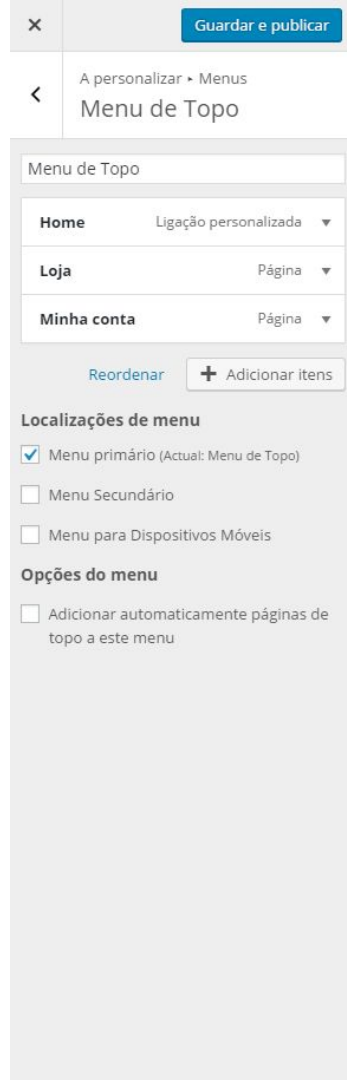 Guardar e publicar
A personalizar ▸ Menus
Menu de Topo
Menu de Topo
Home Ligação personalizada
Loja Página
Minha conta Página
Reordenar + Adicionar itens
Localizações de menu
Menu primário (Actual: Menu de Topo)
Menu Secundário
Menu para Dispositivos Móveis
Opções do menu
Adicionar automaticamente páginas de
topo a este menu